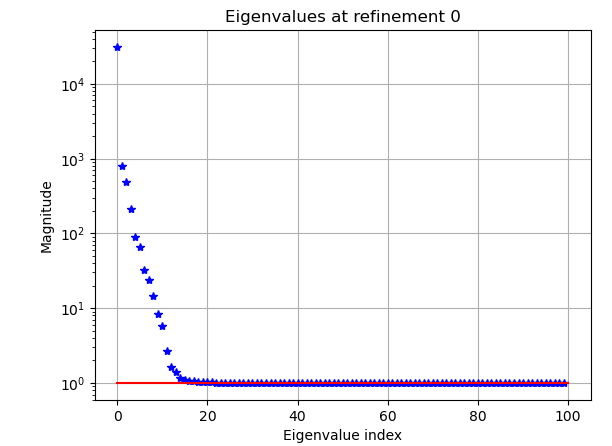 Eigenvalues at refinement 0
Magnitude
10⁴
10³
10²
10¹
10⁰
0 20 40 60 80 100
Eigenvalue index